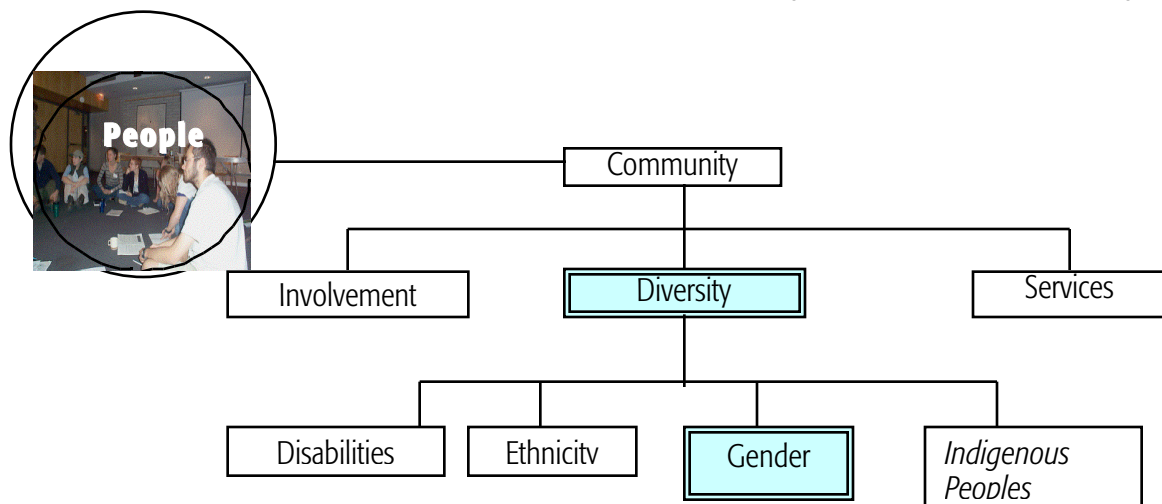 People
Community
Involvement
Diversity
Services
Disabilities
Ethnicity
Gender
Indigenous
Peoples